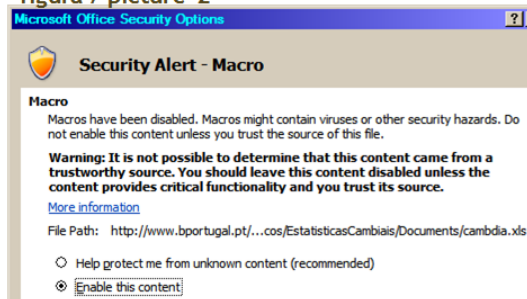 figura / picture 2
Microsoft Office Security Options
?
Security Alert - Macro
Macro
Macros have been disabled. Macros might contain viruses or other security hazards. Do
not enable this content unless you trust the source of this file.
Warning: It is not possible to determine that this content came from a
trustworthy source. You should leave this content disabled unless the
content provides critical functionality and you trust its source.
More information
File Path: http://www.bportugal.pt/...cos/EstatisticasCambiais/Documents/cambdia.xls
Help protect me from unknown content (recommended)
Enable this content